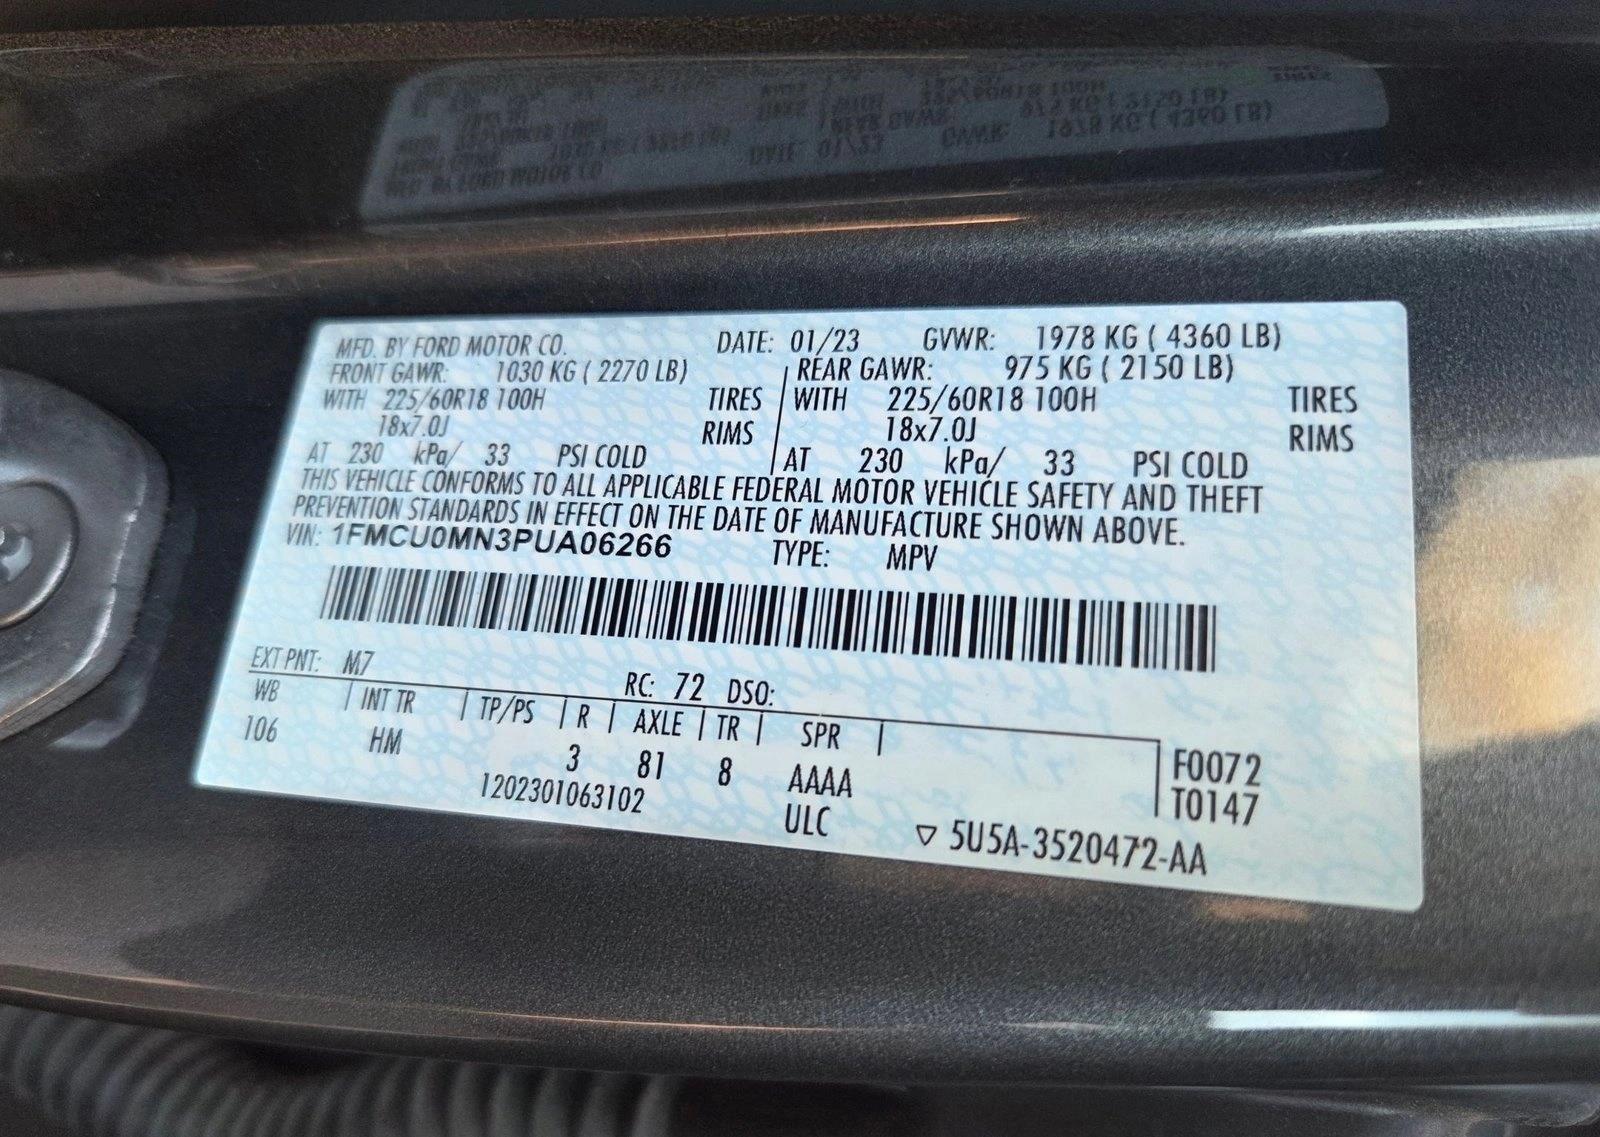 MFD. BY FORD MOTOR CO. DATE: 01/23 GVWR: 1978 KG ( 4360 LB)
FRONT GAWR: 1030 KG ( 2270 LB) REAR GAWR: 975 KG ( 2150 LB)
WITH 225/60R18 100H TIRES WITH 225/60R18 100H TIRES
18x7.0J RIMS 18x7.0J RIMS
AT 230 kPa/ 33 PSI COLD AT 230 kPa/ 33 PSI COLD
THIS VEHICLE CONFORMS TO ALL APPLICABLE FEDERAL MOTOR VEHICLE SAFETY AND THEFT
PREVENTION STANDARDS IN EFFECT ON THE DATE OF MANUFACTURE SHOWN ABOVE.
VIN: 1FMCU0MN3PUA06266 TYPE: MPV
EXT PNT: M7 RC: 72 DSO:
WB | INT TR | TP/PS | R | AXLE | TR | SPR |
106 HM 3 81 8 AAAA F0072
1202301063102 ULC T0147
▽ 5U5A-3520472-AA